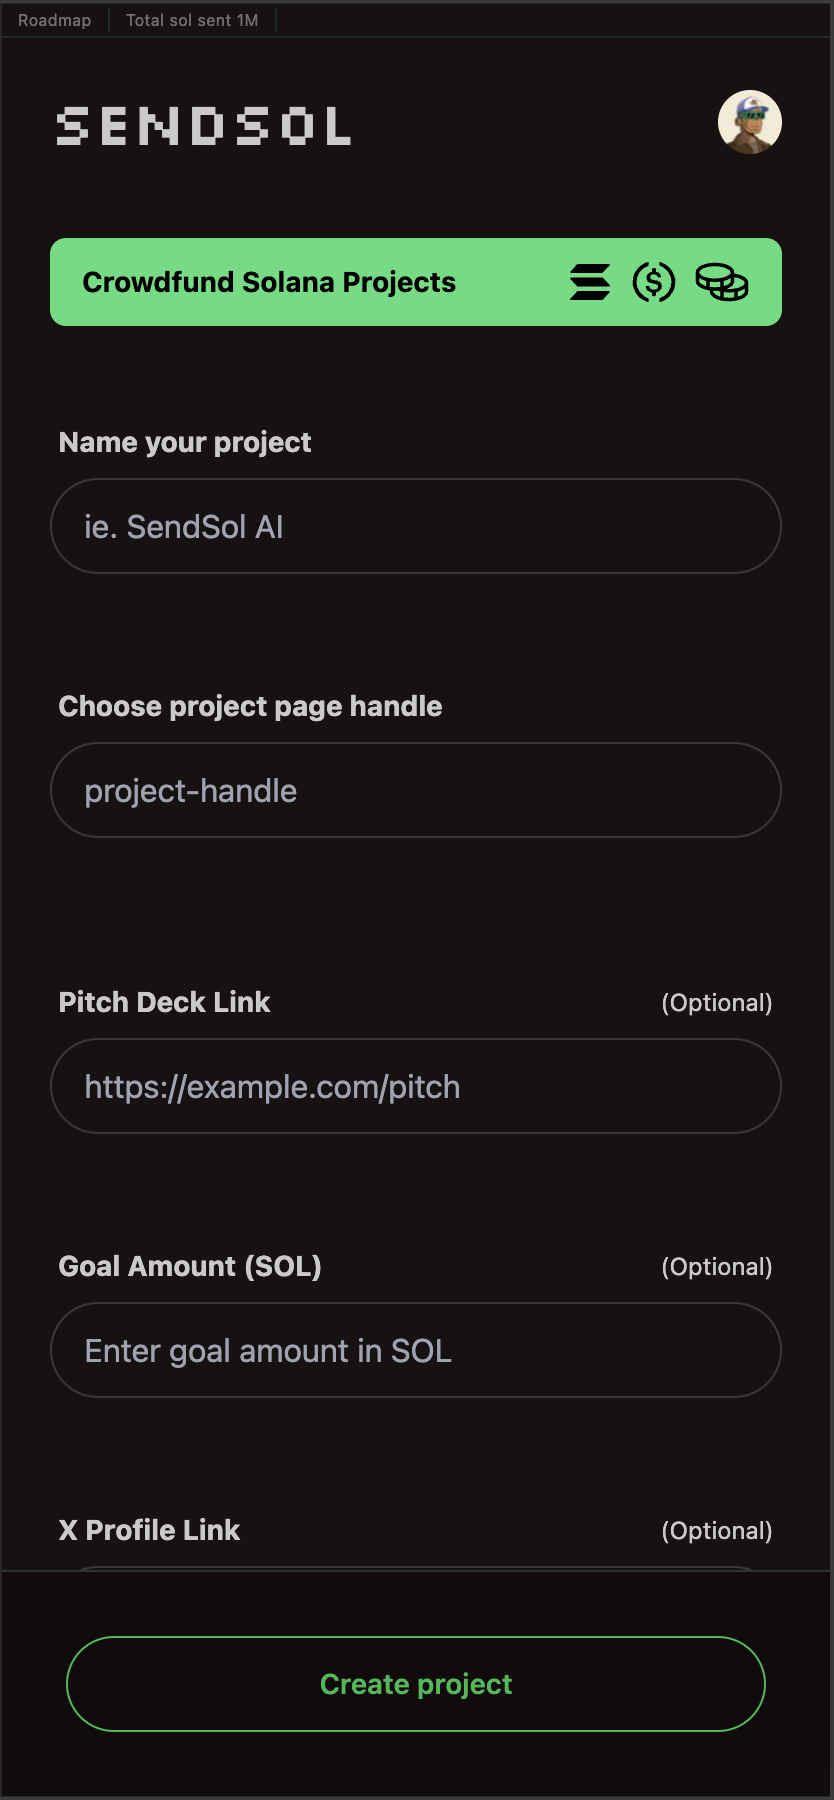 Roadmap
Total sol sent 1M
SENDSOL
Crowdfund Solana Projects
Name your project
ie. SendSol AI
Choose project page handle
project-handle
Pitch Deck Link
(Optional)
https://example.com/pitch
Goal Amount (SOL)
(Optional)
Enter goal amount in SOL
X Profile Link
(Optional)
Create project